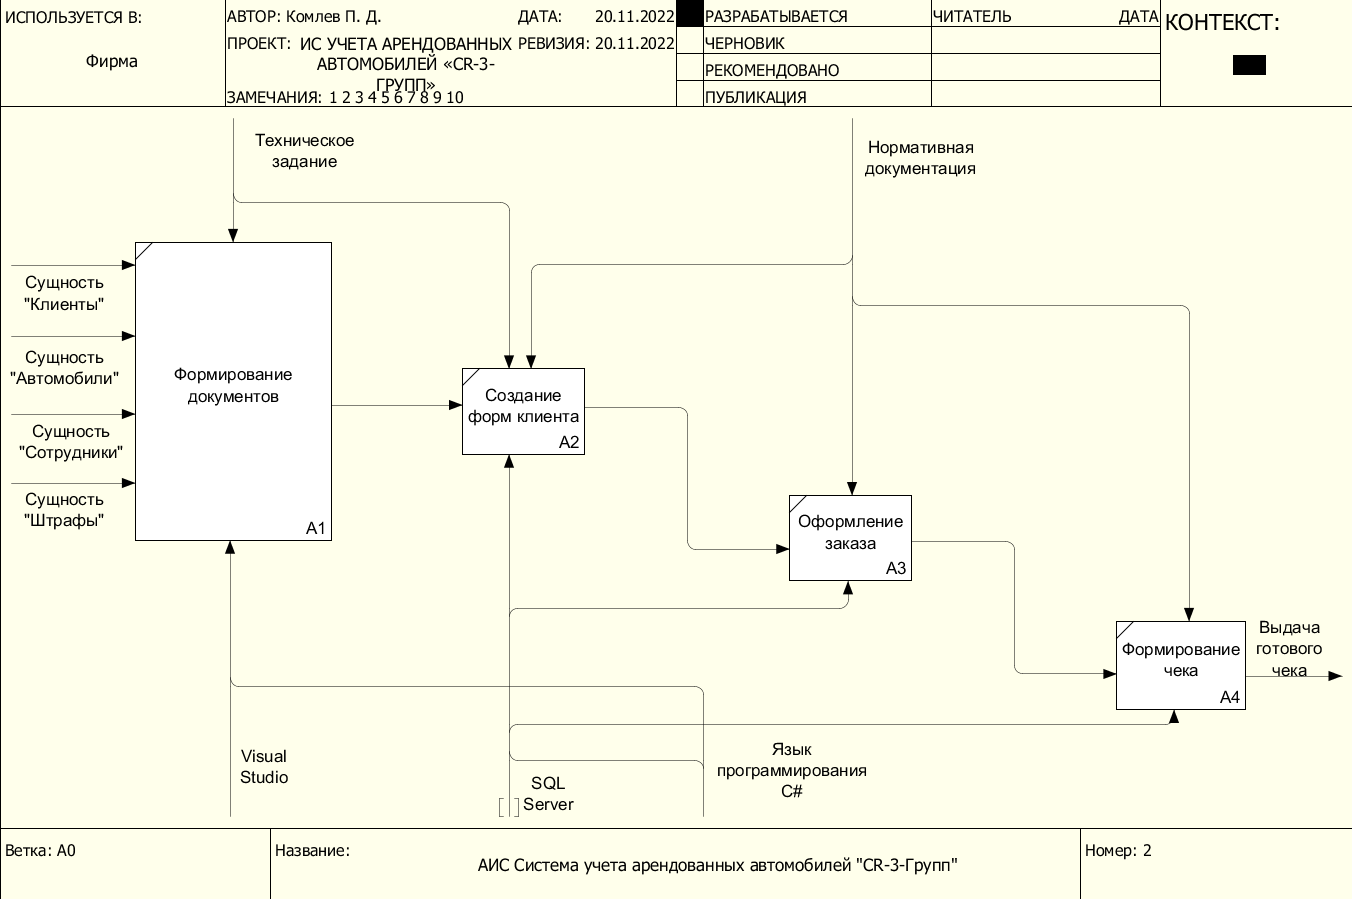 ИСПОЛЬЗУЕТСЯ В:
Фирма
АВТОР: Комлев П. Д.
ДАТА: 20.11.2022
ПРОЕКТ: ИС УЧЕТА АРЕНДОВАННЫХ
АВТОМОБИЛЕЙ «CR-3-
ГРУПП»
РЕВИЗИЯ: 20.11.2022
ЗАМЕЧАНИЯ: 1 2 3 4 5 6 7 8 9 10
РАЗРАБАТЫВАЕТСЯ
ЧЕРНОВИК
РЕКОМЕНДОВАНО
ПУБЛИКАЦИЯ
ЧИТАТЕЛЬ
ДАТА
КОНТЕКСТ:
Техническое
задание
Нормативная
документация
Сущность
"Клиенты"
Сущность
"Автомобили"
Сущность
"Сотрудники"
Сущность
"Штрафы"
Формирование
документов
A1
Создание
форм клиента
A2
Оформление
заказа
A3
Формирование
чека
A4
Выдача
готового
чека
Visual
Studio
SQL
Server
Язык
программирования
C#
Ветка: A0
Название:
АИС Система учета арендованных автомобилей "CR-3-Групп"
Номер: 2